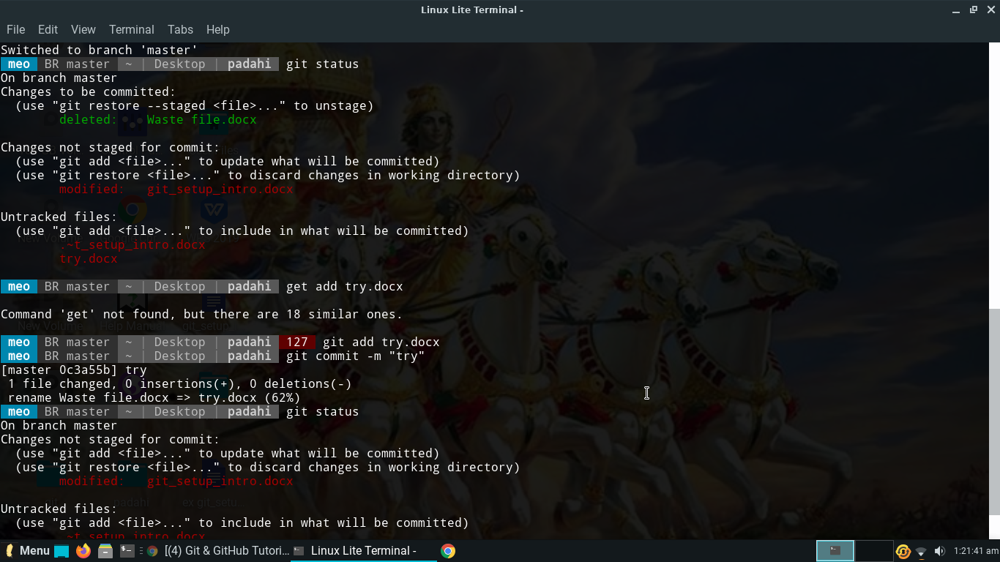 Linux Lite Terminal -
File Edit View Terminal Tabs Help
Switched to branch 'master'
meo BR master ~ | Desktop | padahi git status
On branch master
Changes to be committed:
(use "git restore --staged <file>..." to unstage)
deleted: Waste file.docx
Changes not staged for commit:
(use "git add <file>..." to update what will be committed)
(use "git restore <file>..." to discard changes in working directory)
modified: git_setup_intro.docx
Untracked files:
(use "git add <file>..." to include in what will be committed)
.~t_setup_intro.docx
try.docx
meo BR master ~ | Desktop | padahi get add try.docx
Command 'get' not found, but there are 18 similar ones.
meo BR master ~ | Desktop | padahi 127 git add try.docx
meo BR master ~ | Desktop | padahi git commit -m "try"
[master 0c3a55b] try
1 file changed, 0 insertions(+), 0 deletions(-)
rename Waste file.docx => try.docx (62%)
meo BR master ~ | Desktop | padahi git status
On branch master
Changes not staged for commit:
(use "git add <file>..." to update what will be committed)
(use "git restore <file>..." to discard changes in working directory)
modified: git_setup_intro.docx
Untracked files:
(use "git add <file>..." to include in what will be committed)
.~t_setup_intro.docx
Menu [(4) Git & GitHub Tutori... Linux Lite Terminal - 1:21:41 am